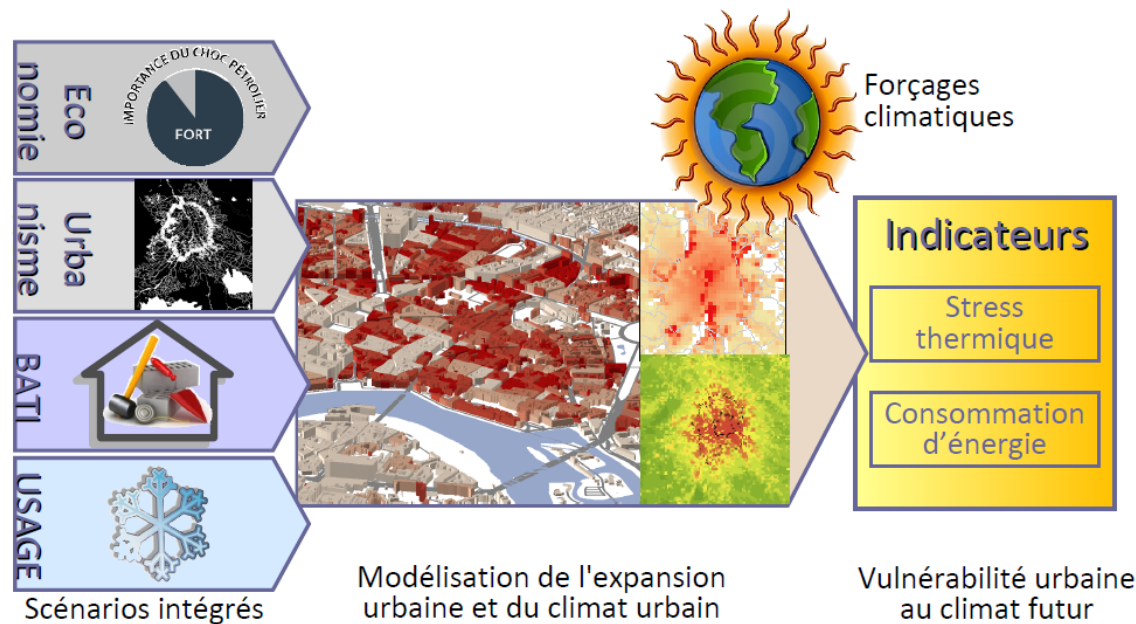 Eco
nomie
IMPORTANCE DU CHOC PÉTROLIER
FORT
Urba
nisme
BATI
USAGE
Scénarios intégrés
Forçages
climatiques
Modélisation de l'expansion
urbaine et du climat urbain
Indicateurs
Stress
thermique
Consommation
d'énergie
Vulnérabilité urbaine
au climat futur